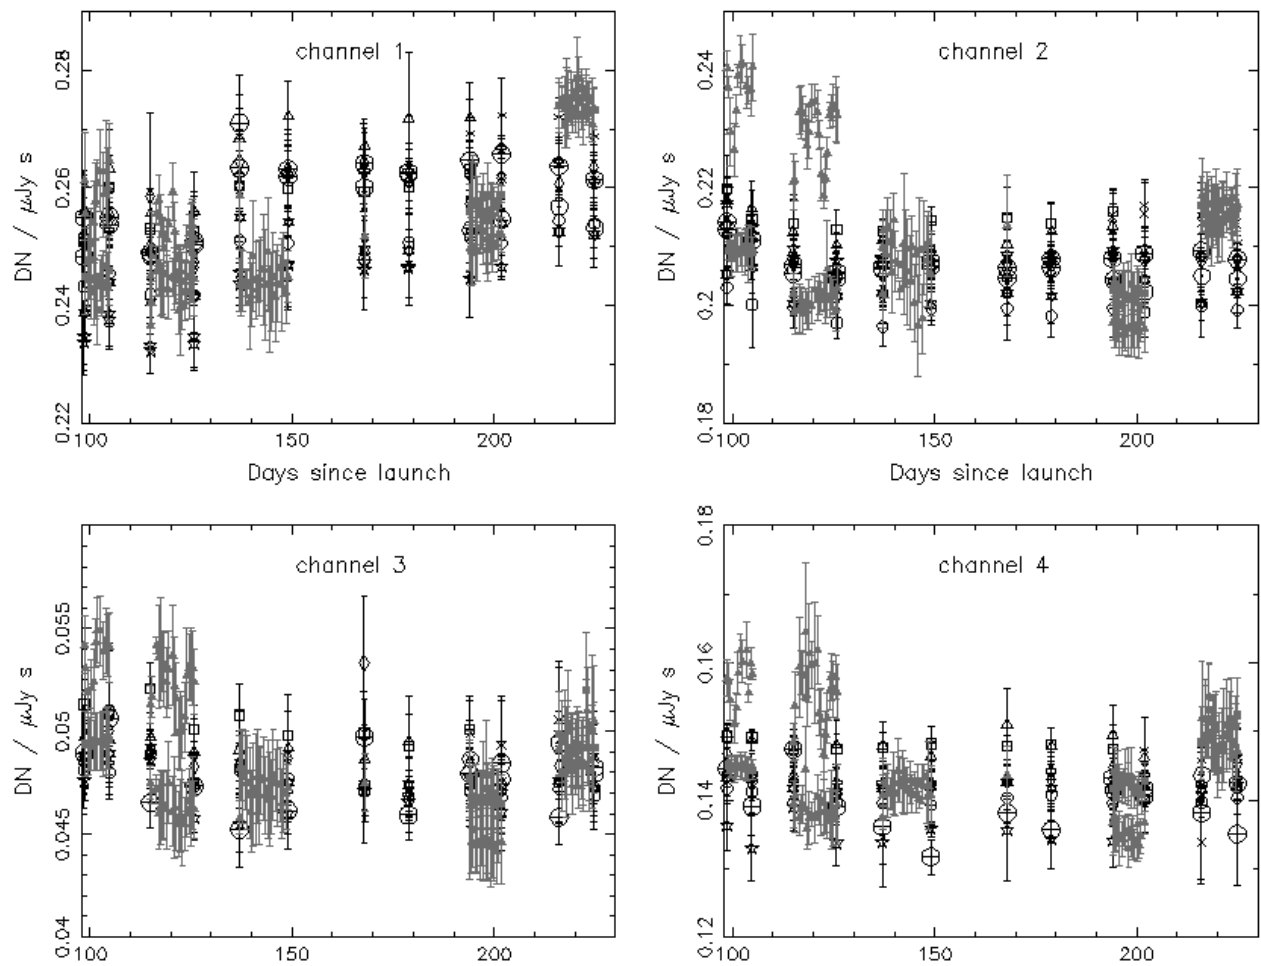 channel 1
0.28
0.26
0.24
0.22
DN / μJy s
100 150 200
Days since launch
channel 2
0.24
0.22
0.2
0.18
DN / μJy s
100 150 200
Days since launch
channel 3
0.055
0.05
0.045
0.04
DN / μJy s
100 150 200
channel 4
0.18
0.16
0.14
0.12
DN / μJy s
100 150 200